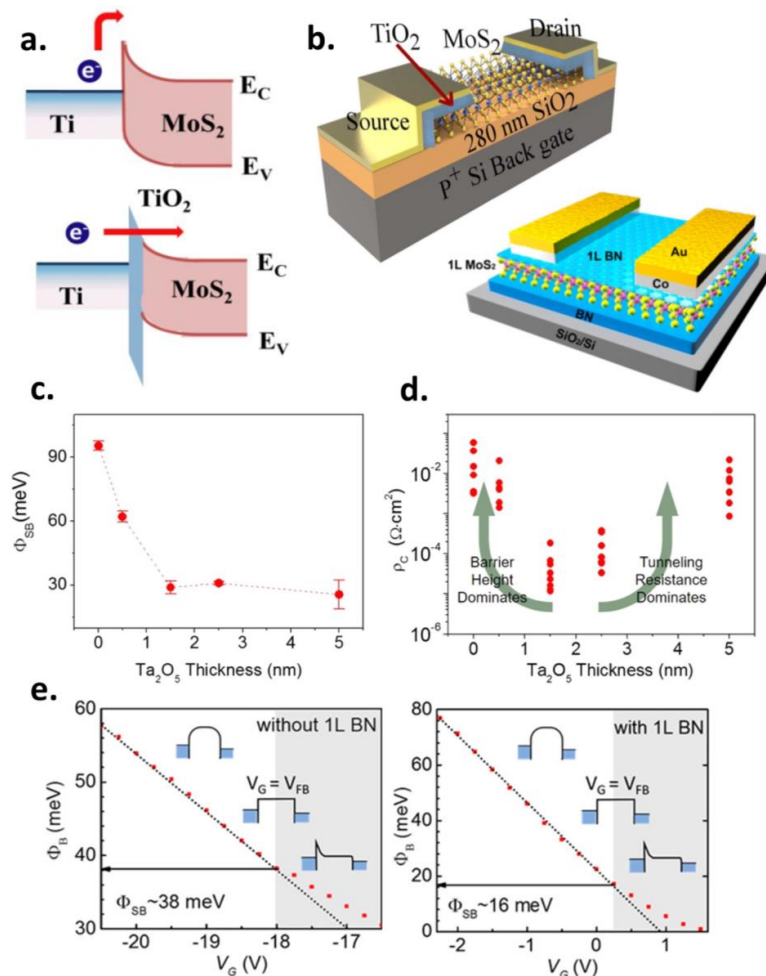 a.
e⁻
E_C
Ti
MoS₂
E_V
TiO₂
e⁻
E_C
Ti
MoS₂
E_V
b.
TiO₂
MoS₂
Drain
Source
280 nm SiO₂
P⁺ Si Back gate
Au
1L BN
1L MoS₂
Co
BN
SiO₂/Si
c.
Φ_SB (meV)
90
60
30
0
0 1 2 3 4 5
Ta₂O₅ Thickness (nm)
d.
ρ_C (Ω·cm²)
10⁻²
10⁻⁴
10⁻⁶
Barrier
Height
Dominates
Tunneling
Resistance
Dominates
0 1 2 3 4 5
Ta₂O₅ Thickness (nm)
e.
Φ_B (meV)
60
50
40
30
without 1L BN
V_G = V_FB
Φ_SB~38 meV
-20 -19 -18 -17
V_G (V)
Φ_B (meV)
80
60
40
20
0
with 1L BN
V_G = V_FB
Φ_SB~16 meV
-2 -1 0 1
V_G (V)